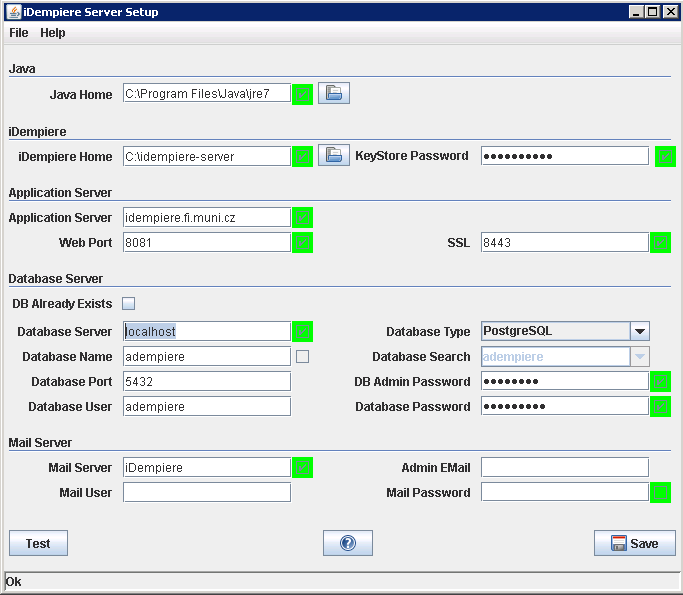 iDempiere Server Setup
File Help
Java
Java Home C:\Program Files\Java\jre7
iDempiere
iDempiere Home C:\idempiere-server KeyStore Password ●●●●●●●●●●
Application Server
Application Server idempiere.fi.muni.cz
Web Port 8081 SSL 8443
Database Server
DB Already Exists
Database Server localhost Database Type PostgreSQL
Database Name adempiere Database Search adempiere
Database Port 5432 DB Admin Password ●●●●●●●●
Database User adempiere Database Password ●●●●●●●●●
Mail Server
Mail Server iDempiere Admin EMail
Mail User Mail Password
Test Save
Ok